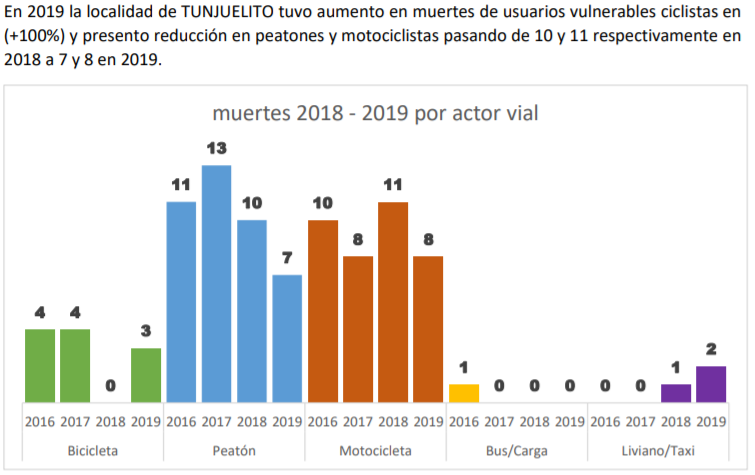 En 2019 la localidad de TUNJUELITO tuvo aumento en muertes de usuarios vulnerables ciclistas en
(+100%) y presento reducción en peatones y motociclistas pasando de 10 y 11 respectivamente en
2018 a 7 y 8 en 2019.
muertes 2018 - 2019 por actor vial
4 4 0 3 11 13 10 7 10 8 11 8 1 0 0 0 0 0 1 2
2016 2017 2018 2019 2016 2017 2018 2019 2016 2017 2018 2019 2016 2017 2018 2019 2016 2017 2018 2019
Bicicleta Peatón Motocicleta Bus/Carga Liviano/Taxi